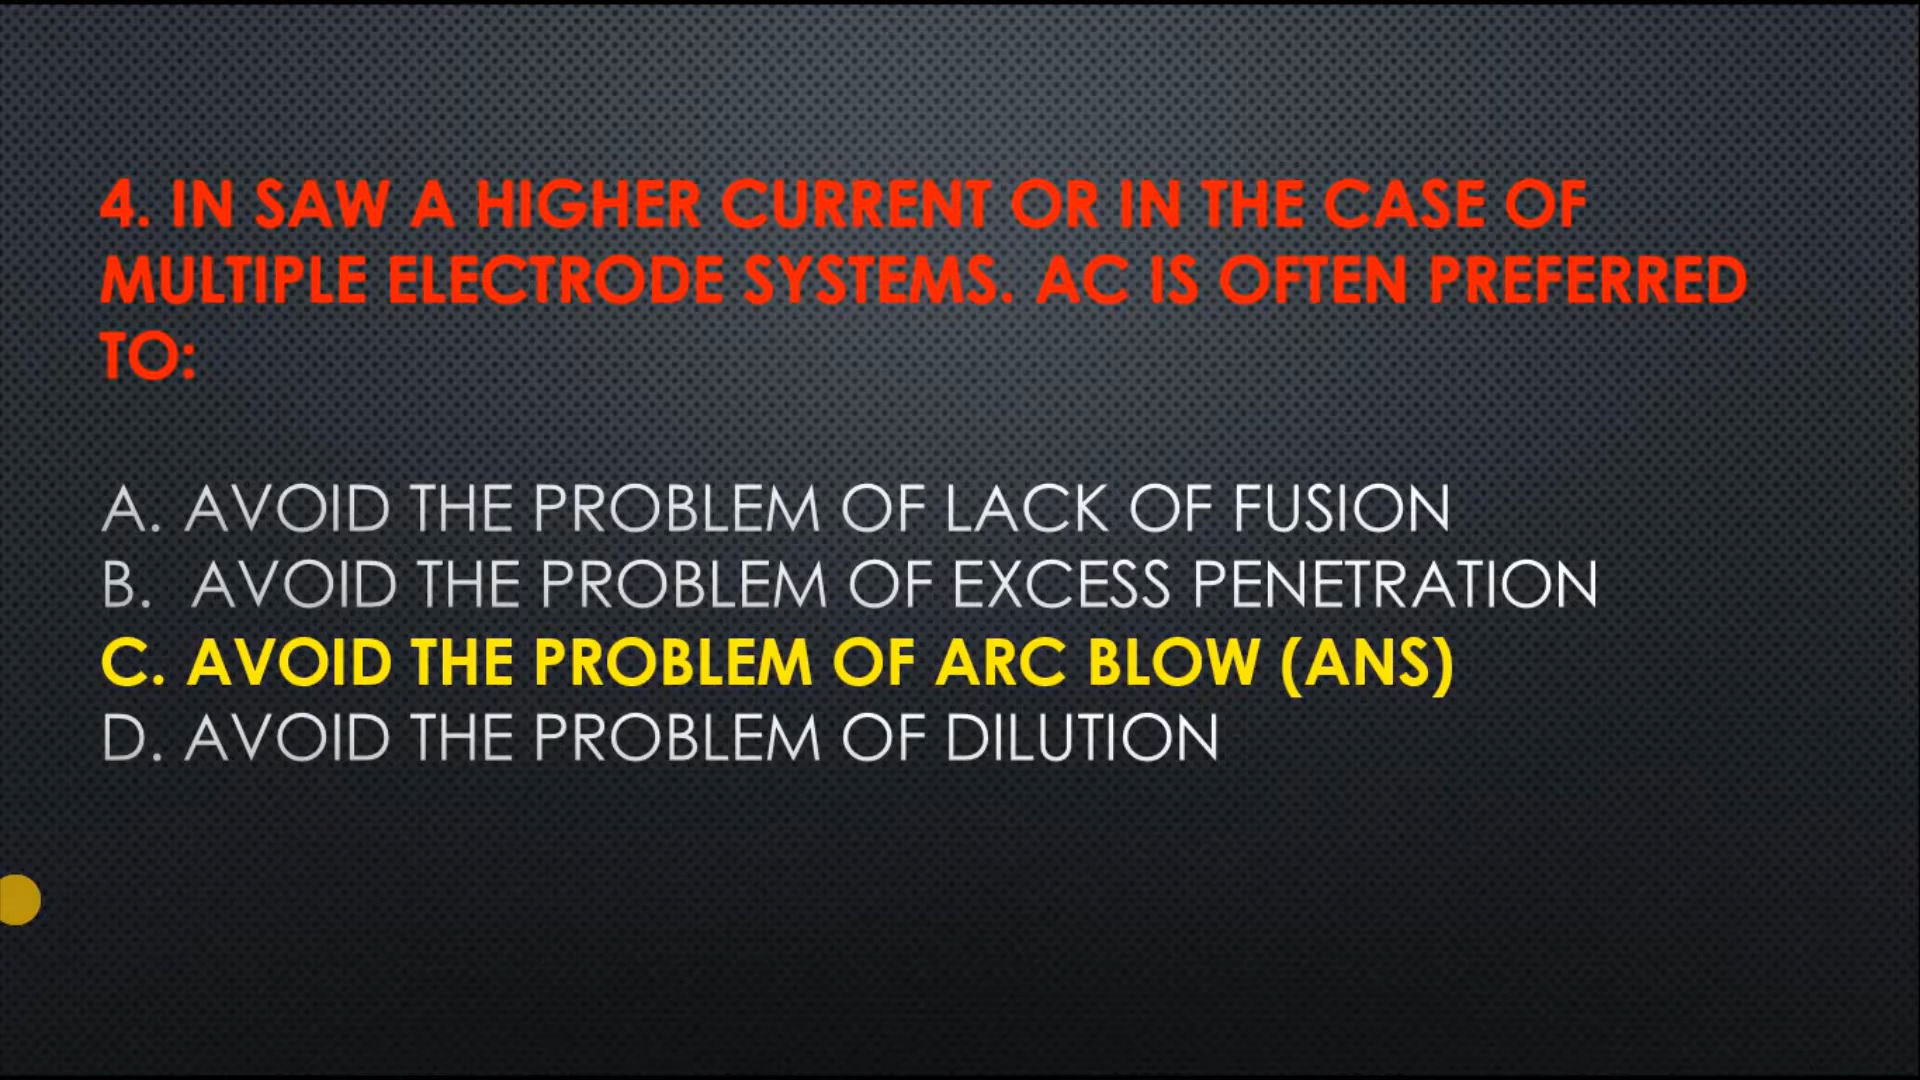 4. IN SAW A HIGHER CURRENT OR IN THE CASE OF
MULTIPLE ELECTRODE SYSTEMS. AC IS OFTEN PREFERRED
TO:
A. AVOID THE PROBLEM OF LACK OF FUSION
B. AVOID THE PROBLEM OF EXCESS PENETRATION
C. AVOID THE PROBLEM OF ARC BLOW (ANS)
D. AVOID THE PROBLEM OF DILUTION